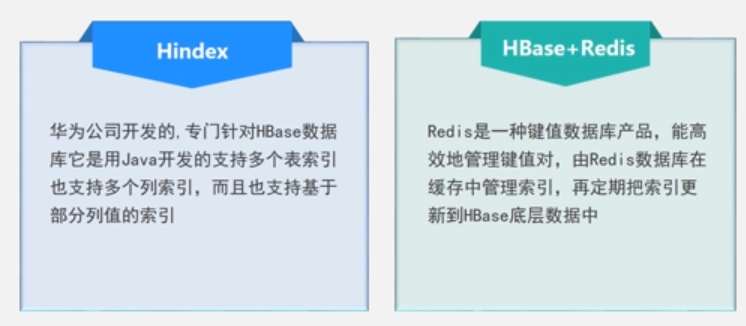 Hindex
华为公司开发的,专门针对HBase数据
库它是用Java开发的支持多个表索引
也支持多个列索引，而且也支持基于
部分列值的索引
HBase+Redis
Redis是一种键值数据库产品，能高
效地管理键值对，由Redis数据库在
缓存中管理索引，再定期把索引更
新到HBase底层数据中